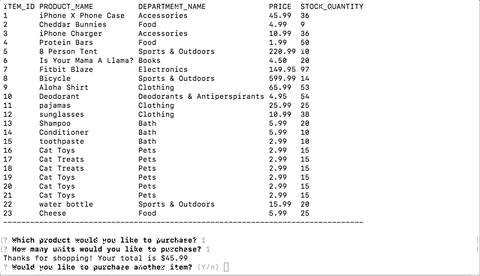 ITEM_ID PRODUCT_NAME DEPARTMENT_NAME PRICE STOCK_QUANTITY
1 iPhone X Phone Case Accessories 45.99 36
2 Cheddar Bunnies Food 4.99 9
3 iPhone Charger Accessories 10.99 36
4 Protein Bars Food 1.99 50
5 8 Person Tent Sports & Outdoors 220.99 10
6 Is Your Mama A Llama? Books 4.50 20
7 Fitbit Blaze Electronics 149.95 97
8 Bicycle Sports & Outdoors 599.99 14
9 Aloha Shirt Clothing 65.99 53
10 Deodorant Deodorants & Antiperspirants 4.95 54
11 pajamas Clothing 25.99 25
12 sunglasses Clothing 10.99 38
13 Shampoo Bath 5.99 20
14 Conditioner Bath 5.99 10
15 toothpaste Bath 2.99 10
16 Cat Toys Pets 2.99 15
17 Cat Treats Pets 2.99 15
18 Cat Toys Pets 2.99 15
19 Cat Toys Pets 2.99 15
20 Cat Toys Pets 2.99 15
21 Cat Toys Pets 2.99 15
22 water bottle Sports & Outdoors 15.99 20
23 Cheese Food 5.99 25
? Which product would you like to purchase? 1
? How many units would you like to purchase? 1
Thanks for shopping! Your total is $45.99
? Would you like to purchase another item? (Y/n)